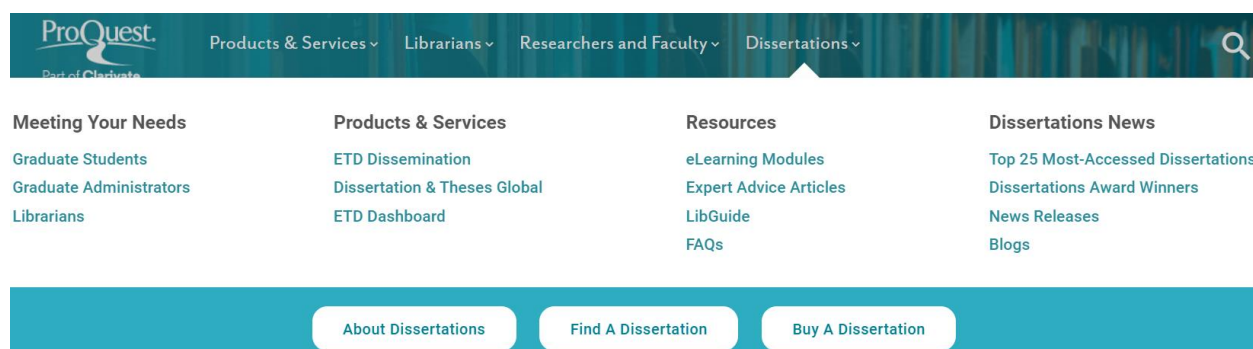 ProQuest.
Part of Clarivate
Products & Services
Librarians
Researchers and Faculty
Dissertations
Meeting Your Needs
Graduate Students
Graduate Administrators
Librarians
Products & Services
ETD Dissemination
Dissertation & Theses Global
ETD Dashboard
Resources
eLearning Modules
Expert Advice Articles
LibGuide
FAQs
Dissertations News
Top 25 Most-Accessed Dissertations
Dissertations Award Winners
News Releases
Blogs
About Dissertations
Find A Dissertation
Buy A Dissertation